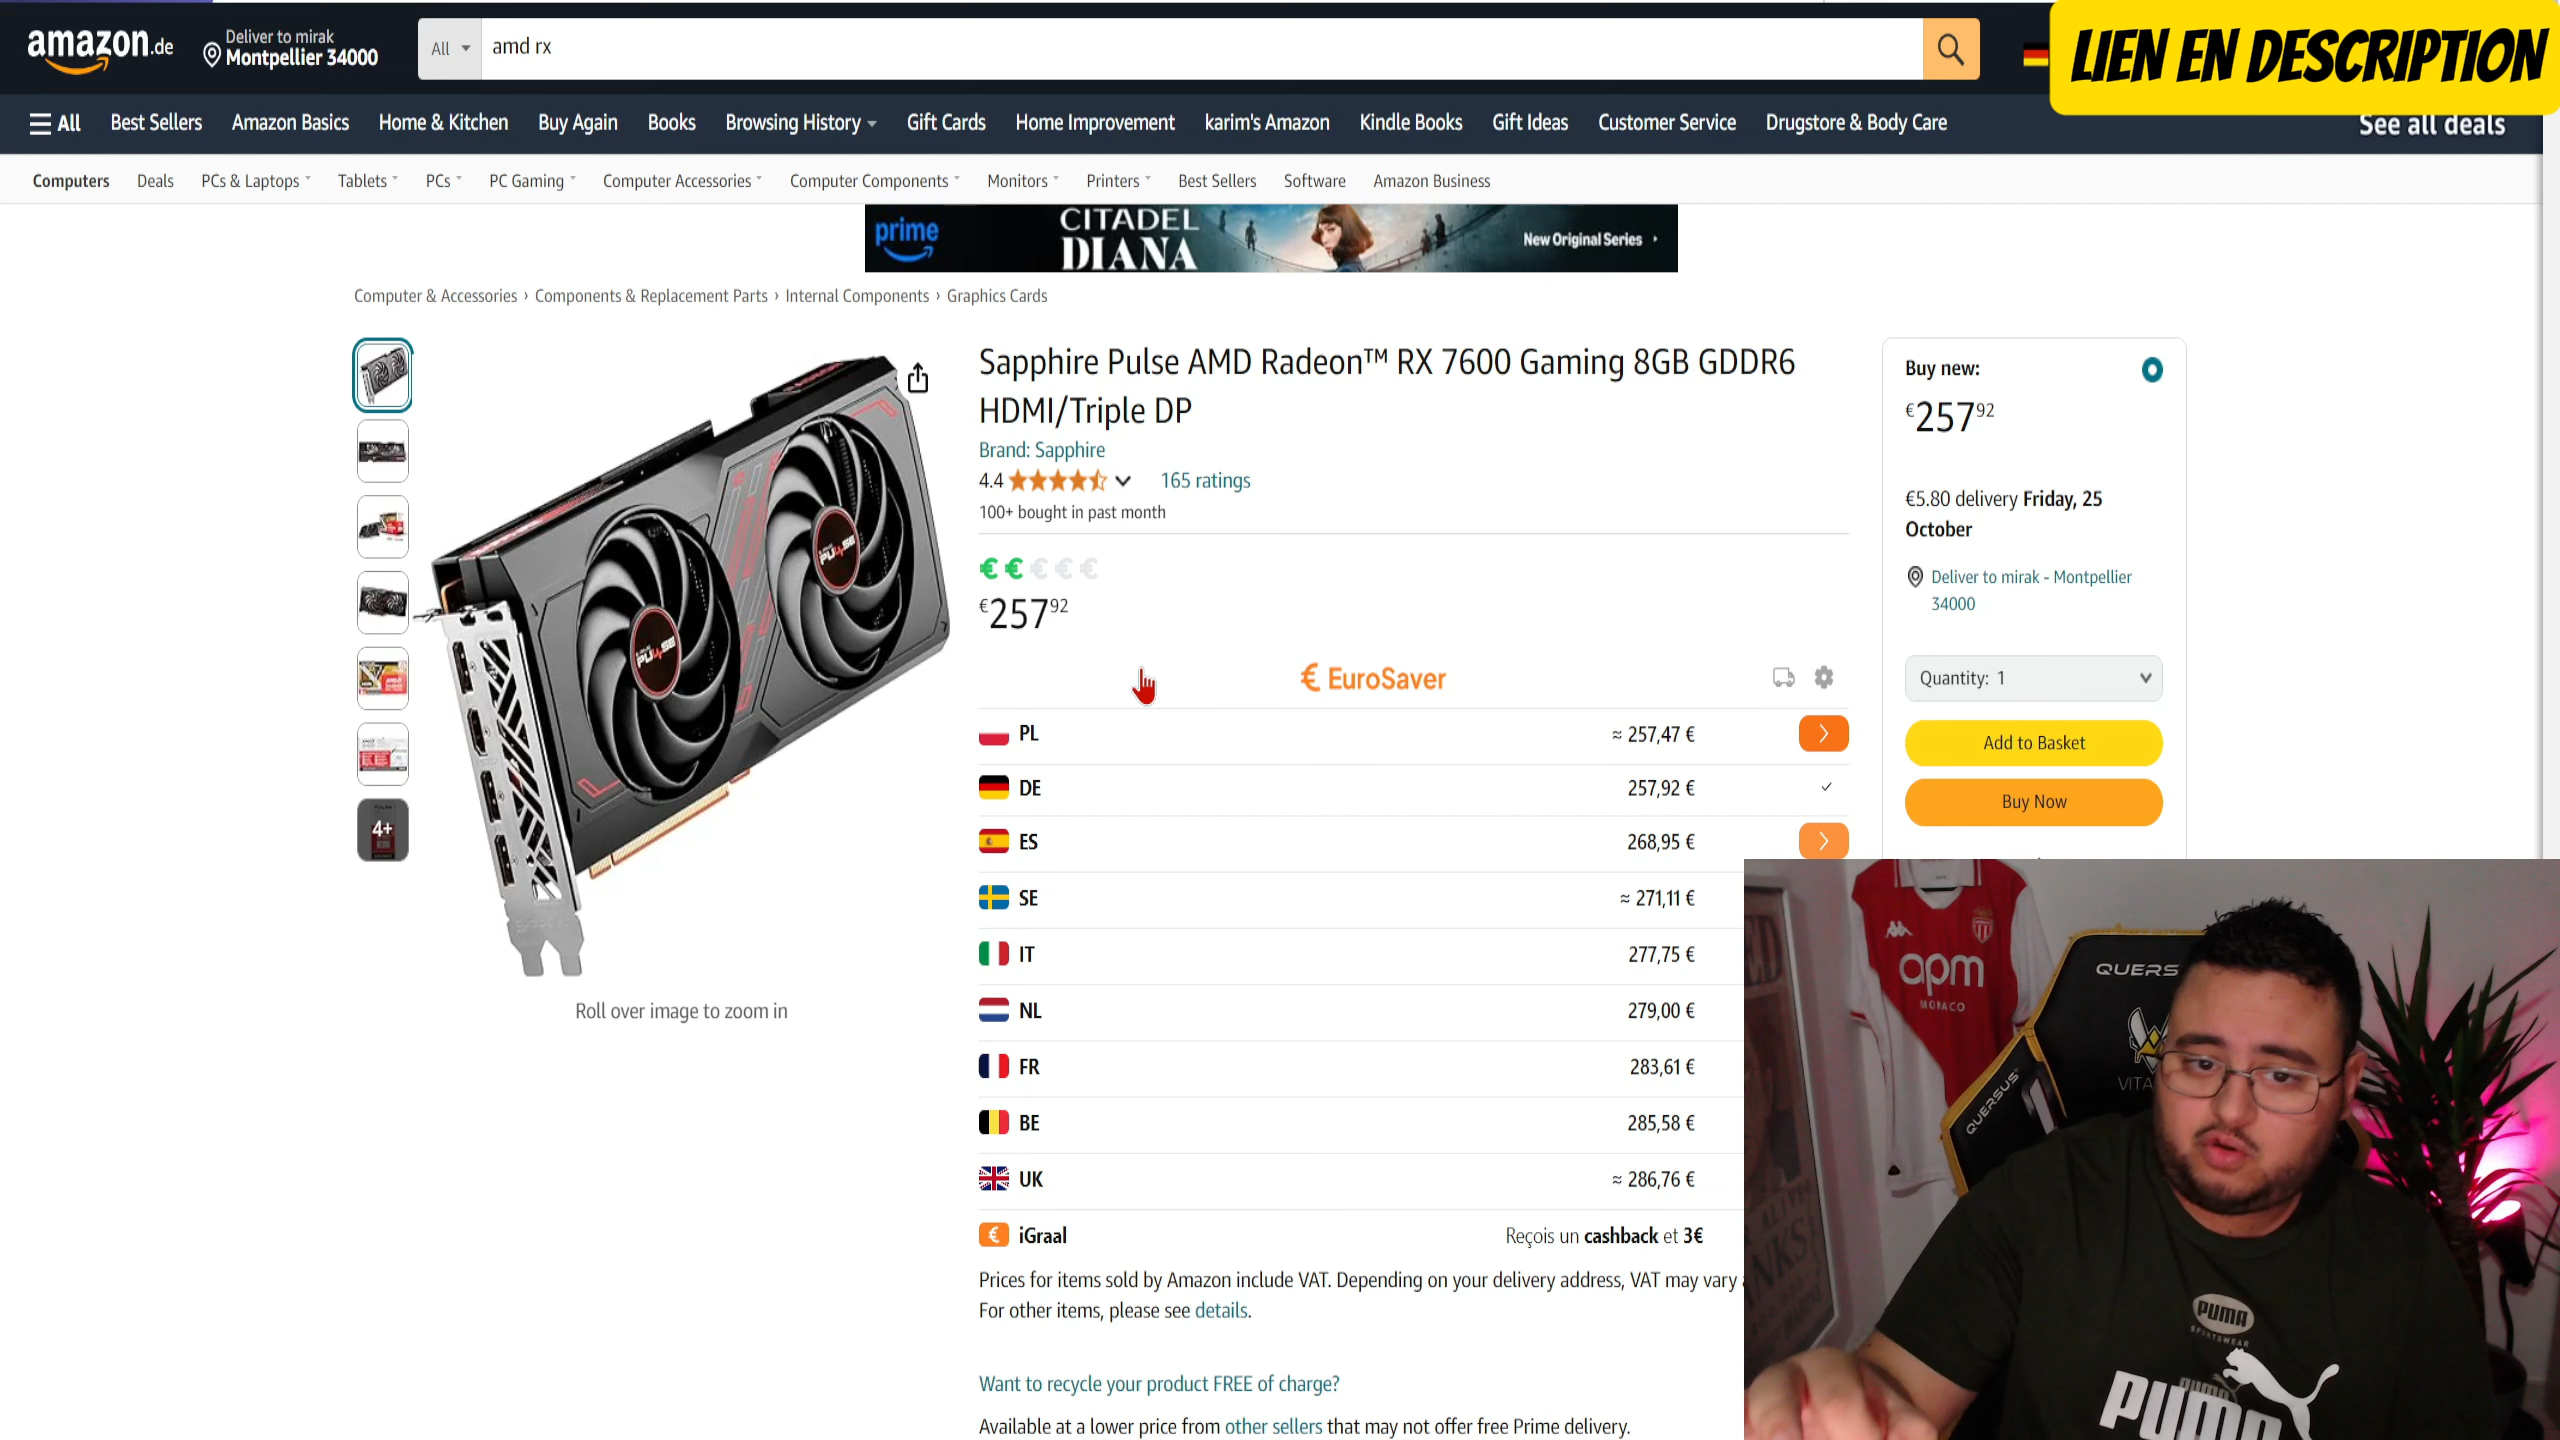 amazon.de
Deliver to mirak
Montpellier 34000
All
amd rx
LIEN EN DESCRIPTION
All
Best Sellers
Amazon Basics
Home & Kitchen
Buy Again
Books
Browsing History
Gift Cards
Home Improvement
karim's Amazon
Kindle Books
Gift Ideas
Customer Service
Drugstore & Body Care
See all deals
Computers
Deals
PCs & Laptops
Tablets
PCs
PC Gaming
Computer Accessories
Computer Components
Monitors
Printers
Best Sellers
Software
Amazon Business
prime
CITADEL
DIANA
New Original Series
Computer & Accessories › Components & Replacement Parts › Internal Components › Graphics Cards
4+
PULSE
PULSE
Roll over image to zoom in
Sapphire Pulse AMD Radeon™ RX 7600 Gaming 8GB GDDR6
HDMI/Triple DP
Brand: Sapphire
4.4
165 ratings
100+ bought in past month
€€€€€
€25792
€ EuroSaver
PL ≈ 257,47 €
DE 257,92 €
ES 268,95 €
SE ≈ 271,11 €
IT 277,75 €
NL 279,00 €
FR 283,61 €
BE 285,58 €
UK ≈ 286,76 €
€ iGraal Reçois un cashback et 3€
Prices for items sold by Amazon include VAT. Depending on your delivery address, VAT may vary
For other items, please see details.
Want to recycle your product FREE of charge?
Available at a lower price from other sellers that may not offer free Prime delivery.
Buy new:
€25792
€5.80 delivery Friday, 25
October
Deliver to mirak - Montpellier
34000
Quantity: 1
Add to Basket
Buy Now
apm
MONACO
QUERS
VITA
QUERSUS
PUMA
SPORTSWEAR
PUMA